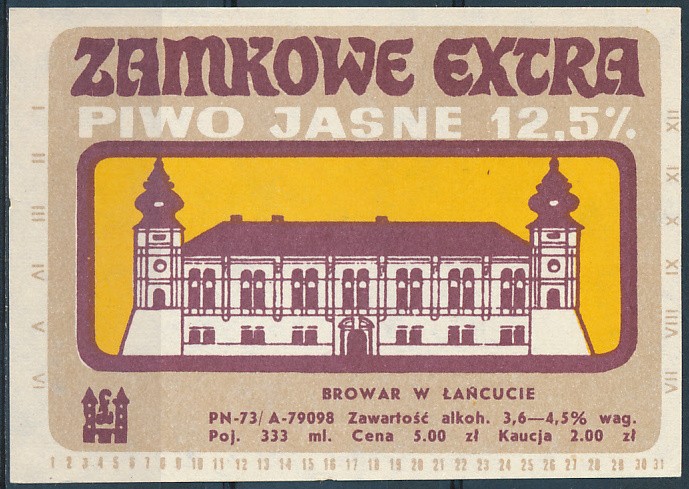 ZAMKOWE EXTRA
PIWO JASNE 12,5%
I
II
III
IV
V
VI
XII
XI
X
IX
VIII
VII
BROWAR W ŁAŃCUCIE
PN-73/A-79098 Zawartość alkoh. 3,6—4,5% wag.
Poj. 333 ml. Cena 5.00 zł Kaucja 2.00 zł
1 2 3 4 5 6 7 8 9 10 11 12 13 14 15 16 17 18 19 20 21 22 23 24 25 26 27 28 29 30 31